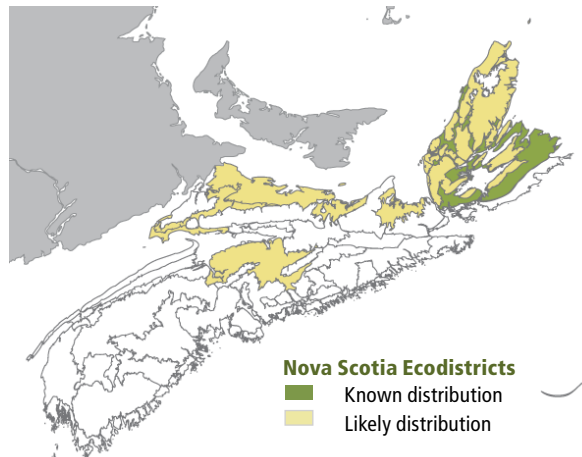 Nova Scotia Ecodistricts
Known distribution
Likely distribution